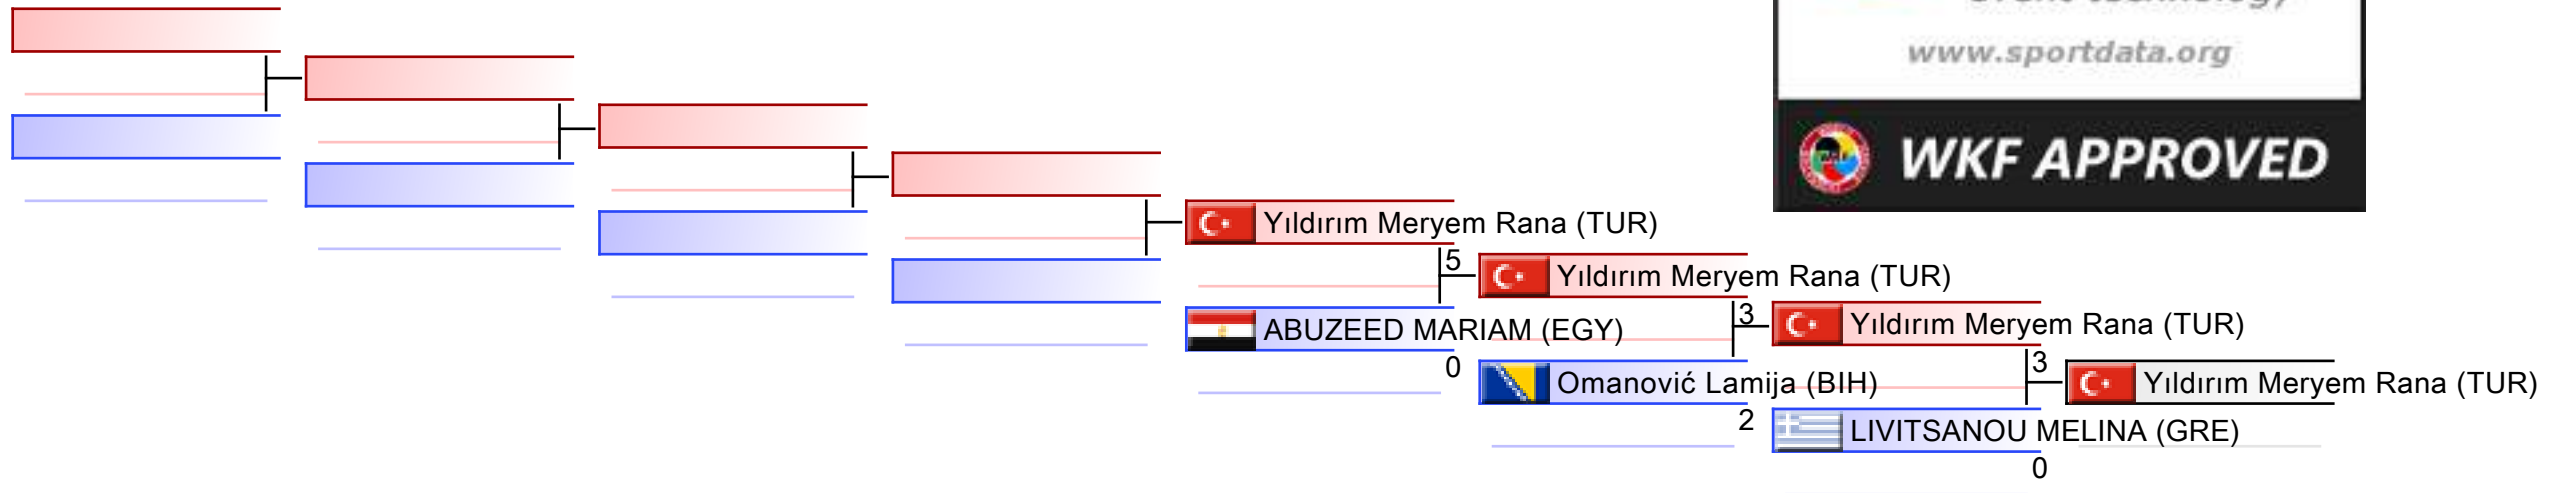 www.sportdata.org
WKF APPROVED
Yıldırım Meryem Rana (TUR)
5
Yıldırım Meryem Rana (TUR)
ABUZEED MARIAM (EGY)
0
3
Yıldırım Meryem Rana (TUR)
Omanović Lamija (BIH)
2
3
Yıldırım Meryem Rana (TUR)
LIVITSANOU MELINA (GRE)
0